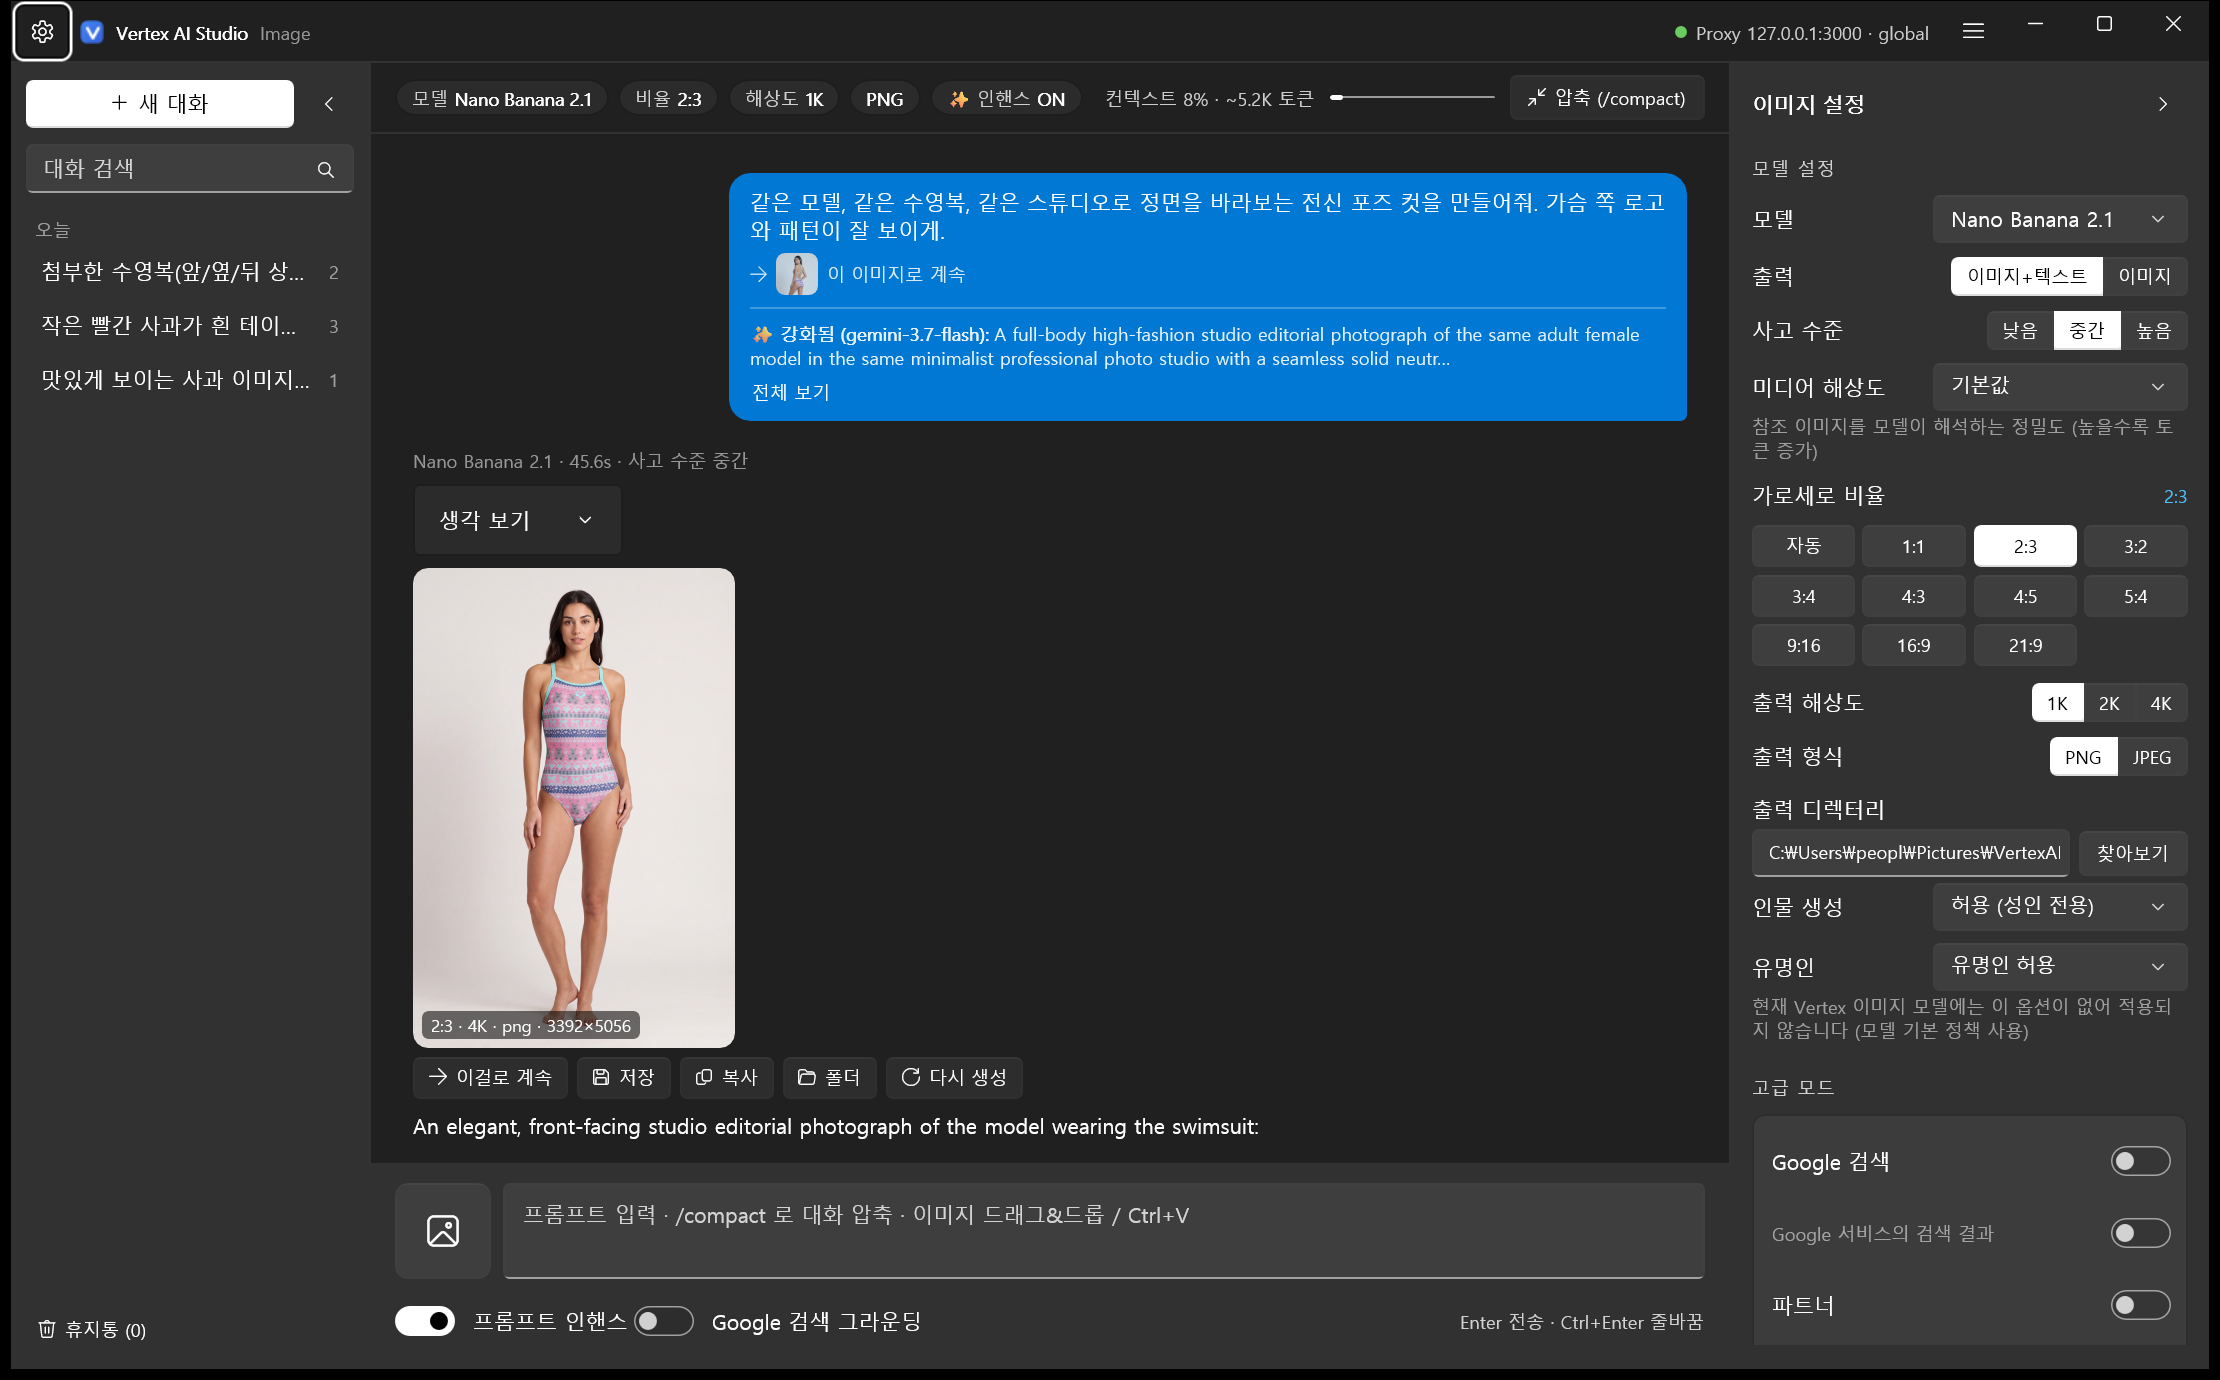 Vertex AI Studio Image
Proxy 127.0.0.1:3000 · global
+ 새 대화
대화 검색
오늘
첨부한 수영복(앞/옆/뒤 상... 2
작은 빨간 사과가 흰 테이... 3
맛있게 보이는 사과 이미지... 1
휴지통 (0)
모델 Nano Banana 2.1
비율 2:3
해상도 1K
PNG
✨ 인핸스 ON
컨텍스트 8% · ~5.2K 토큰
압축 (/compact)
같은 모델, 같은 수영복, 같은 스튜디오로 정면을 바라보는 전신 포즈 컷을 만들어줘. 가슴 쪽 로고
와 패턴이 잘 보이게.
이 이미지로 계속
✨ 강화됨 (gemini-3.7-flash): A full-body high-fashion studio editorial photograph of the same adult female
model in the same minimalist professional photo studio with a seamless solid neutr...
전체 보기
Nano Banana 2.1 · 45.6s · 사고 수준 중간
생각 보기
2:3 · 4K · png · 3392×5056
이걸로 계속
저장
복사
폴더
다시 생성
An elegant, front-facing studio editorial photograph of the model wearing the swimsuit:
프롬프트 입력 · /compact 로 대화 압축 · 이미지 드래그&드롭 / Ctrl+V
프롬프트 인핸스
Google 검색 그라운딩
Enter 전송 · Ctrl+Enter 줄바꿈
이미지 설정
모델 설정
모델
Nano Banana 2.1
출력
이미지+텍스트
이미지
사고 수준
낮음
중간
높음
미디어 해상도
기본값
참조 이미지를 모델이 해석하는 정밀도 (높을수록 토
큰 증가)
가로세로 비율
2:3
자동
1:1
2:3
3:2
3:4
4:3
4:5
5:4
9:16
16:9
21:9
출력 해상도
1K
2K
4K
출력 형식
PNG
JPEG
출력 디렉터리
C:₩Users₩peopl₩Pictures₩VertexAI
찾아보기
인물 생성
허용 (성인 전용)
유명인
유명인 허용
현재 Vertex 이미지 모델에는 이 옵션이 없어 적용되
지 않습니다 (모델 기본 정책 사용)
고급 모드
Google 검색
Google 서비스의 검색 결과
파트너